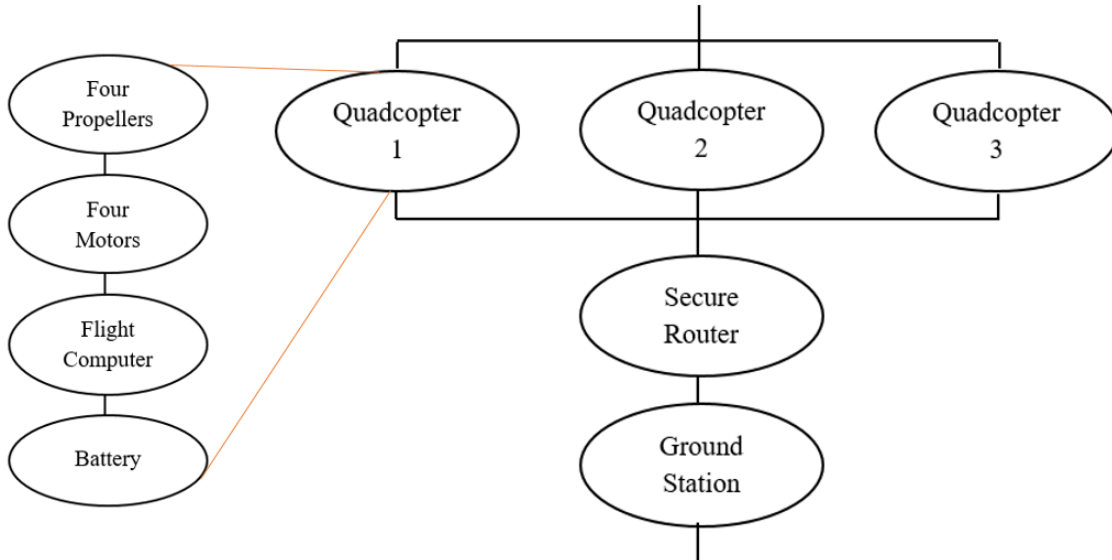 Four
Propellers
Four
Motors
Flight
Computer
Battery
Quadcopter
1
Quadcopter
2
Quadcopter
3
Secure
Router
Ground
Station